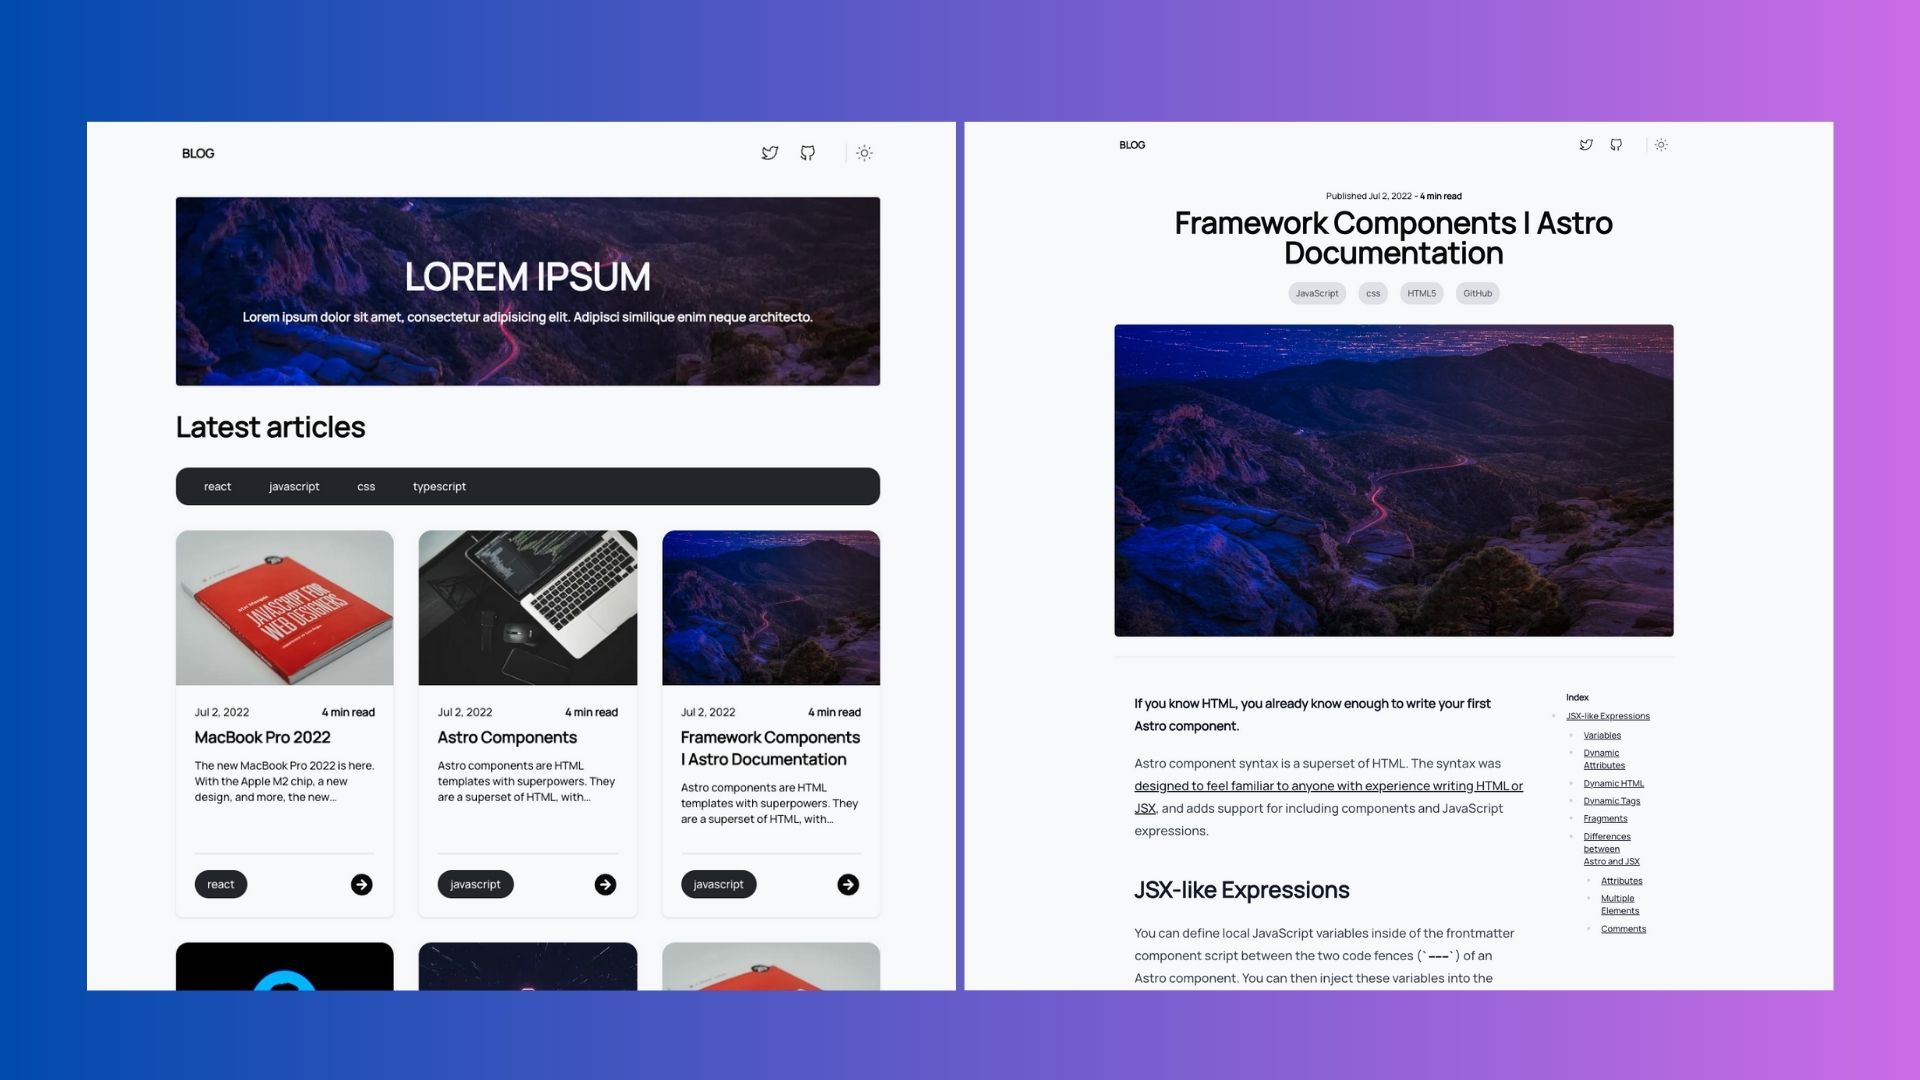 BLOG
LOREM IPSUM
Lorem ipsum dolor sit amet, consectetur adipisicing elit. Adipisci similique enim neque architecto.
Latest articles
react javascript css typescript
JAVASCRIPT FOR
WEB DESIGNERS
Jul 2, 2022 4 min read
MacBook Pro 2022
The new MacBook Pro 2022 is here.
With the Apple M2 chip, a new
design, and more, the new...
react
Jul 2, 2022 4 min read
Astro Components
Astro components are HTML
templates with superpowers. They
are a superset of HTML, with...
javascript
Jul 2, 2022 4 min read
Framework Components
| Astro Documentation
Astro components are HTML
templates with superpowers. They
are a superset of HTML, with...
javascript
BLOG
Published Jul 2, 2022 - 4 min read
Framework Components | Astro
Documentation
JavaScript css HTML5 GitHub
If you know HTML, you already know enough to write your first
Astro component.
Astro component syntax is a superset of HTML. The syntax was
designed to feel familiar to anyone with experience writing HTML or
JSX, and adds support for including components and JavaScript
expressions.
JSX-like Expressions
You can define local JavaScript variables inside of the frontmatter
component script between the two code fences (`---`) of an
Astro component. You can then inject these variables into the
Index
JSX-like Expressions
Variables
Dynamic
Attributes
Dynamic HTML
Dynamic Tags
Fragments
Differences
between
Astro and JSX
Attributes
Multiple
Elements
Comments